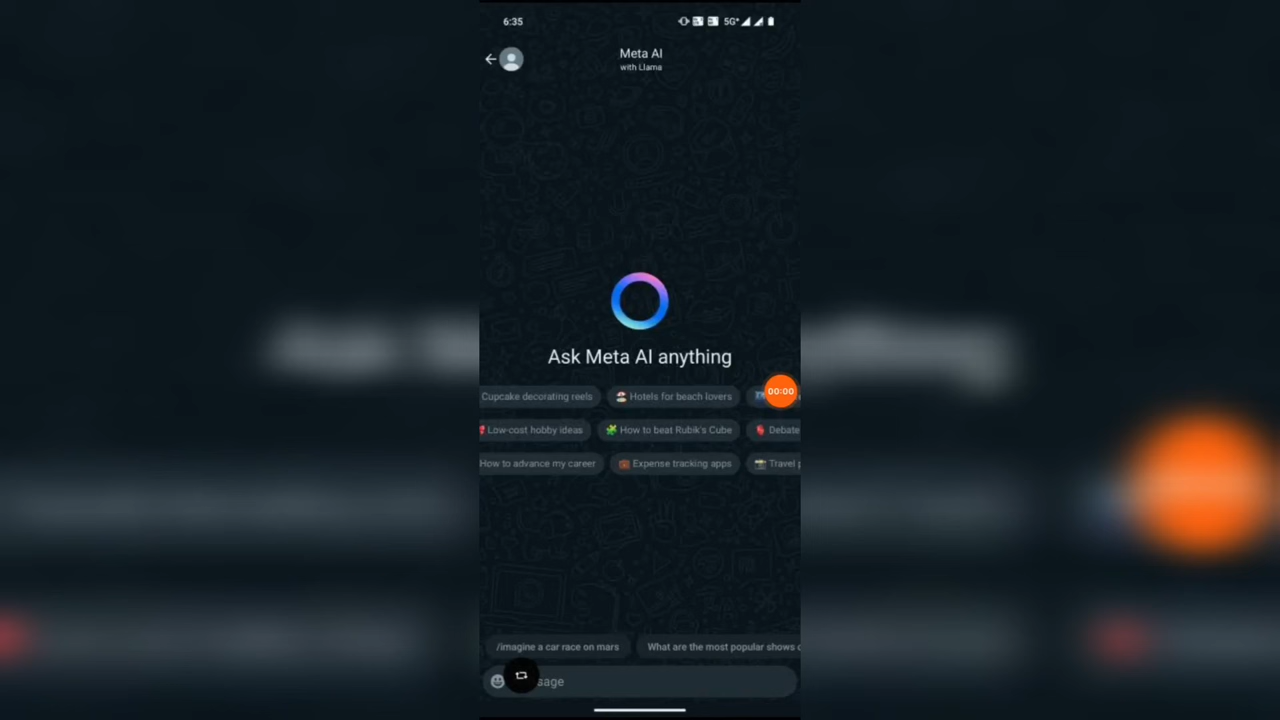 6:35
5G+
Meta AI
with Llama
Ask Meta AI anything
00:00
Cupcake decorating reels
Hotels for beach lovers
Low-cost hobby ideas
How to beat Rubik's Cube
Debate
How to advance my career
Expense tracking apps
Travel
/imagine a car race on mars
What are the most popular shows
sage